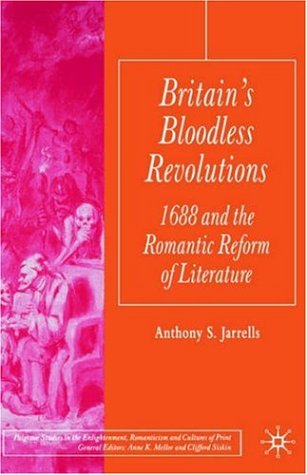 Britain's
Bloodless
Revolutions
1688 and the
Romantic Reform
of Literature
Anthony S. Jarrells
Palgrave Studies in the Enlightenment, Romanticism and Cultures of Print
General Editors: Anne K. Mellor and Clifford Siskin